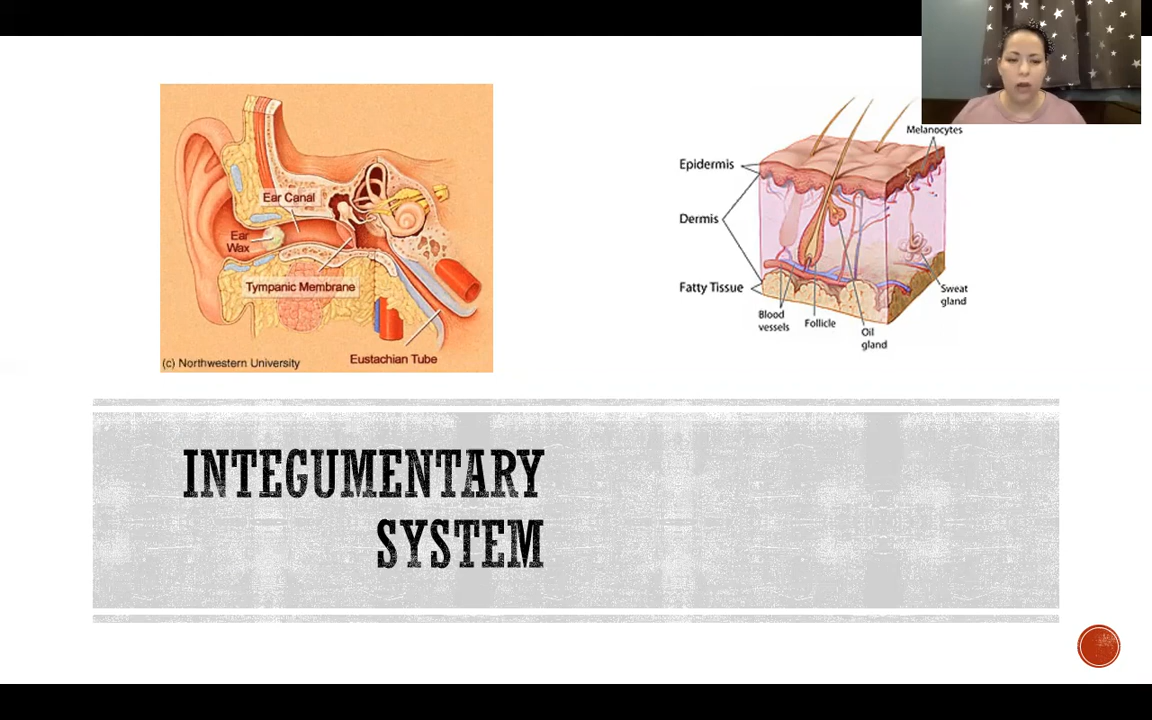 Ear Canal
Ear
Wax
Tympanic Membrane
Eustachian Tube
(c) Northwestern University
Melanocytes
Epidermis
Dermis
Fatty Tissue
Blood
vessels
Follicle
Oil
gland
Sweat
gland
INTEGUMENTARY
SYSTEM